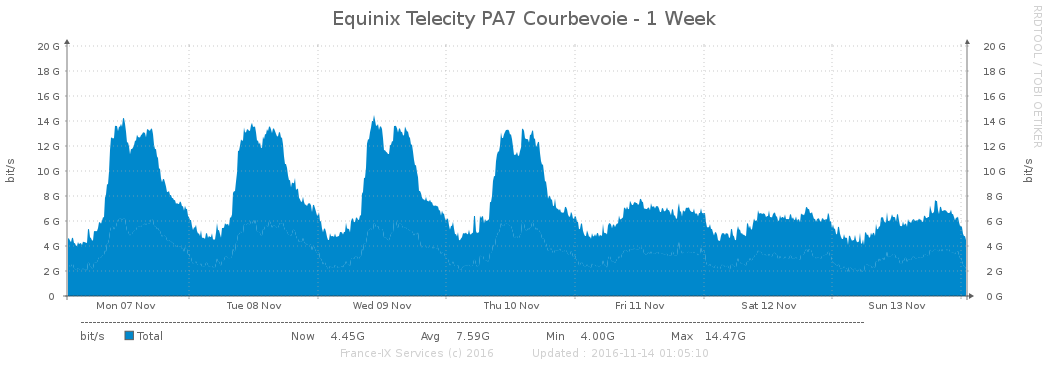 Equinix Telecity PA7 Courbevoie - 1 Week
RRDTOOL / TOBI OETIKER
bit/s
20 G 20 G
18 G 18 G
16 G 16 G
14 G 14 G
12 G 12 G
10 G 10 G
8 G 8 G
6 G 6 G
4 G 4 G
2 G 2 G
0 0 G
bit/s
Mon 07 Nov Tue 08 Nov Wed 09 Nov Thu 10 Nov Fri 11 Nov Sat 12 Nov Sun 13 Nov
bit/s Total Now 4.45G Avg 7.59G Min 4.00G Max 14.47G
France-IX Services (c) 2016 Updated : 2016-11-14 01:05:10